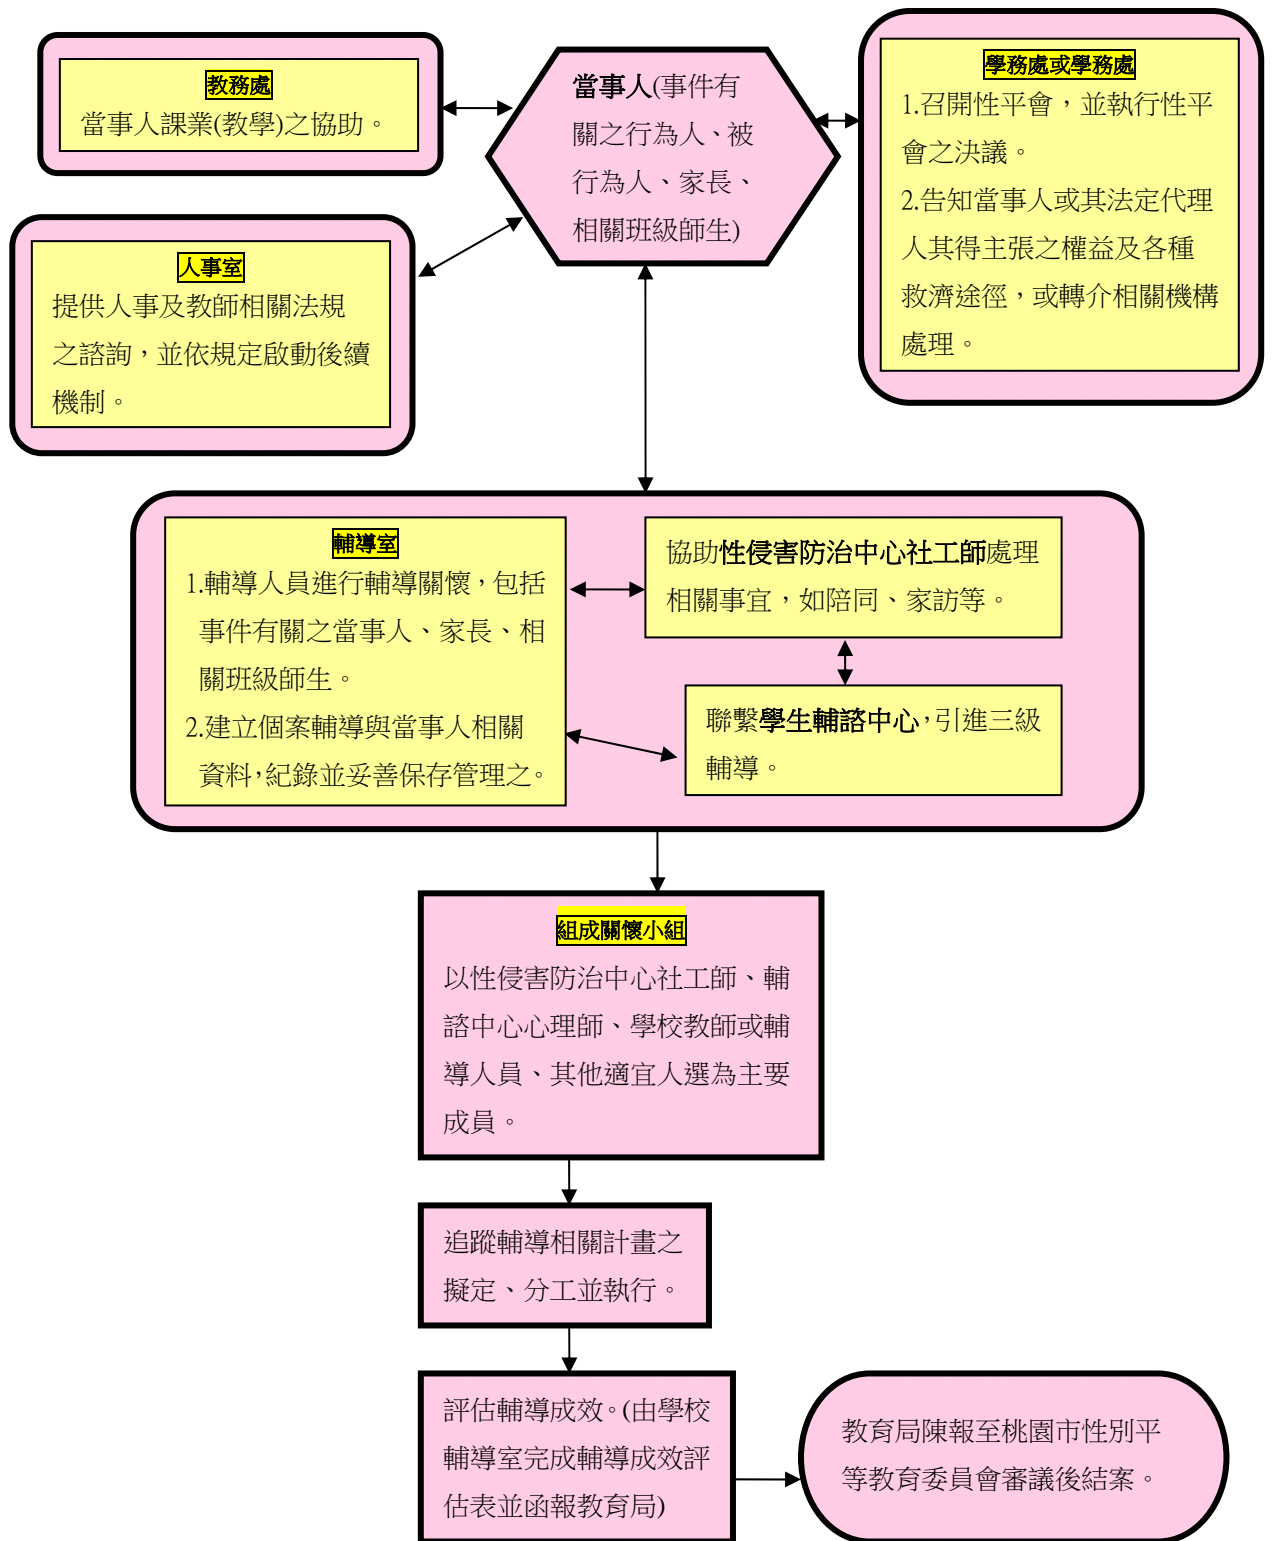 教務處
當事人課業(教學)之協助。
當事人(事件有
關之行為人、被
行為人、家長、
相關班級師生)
學務處或學務處
1.召開性平會，並執行性平
會之決議。
2.告知當事人或其法定代理
人其得主張之權益及各種
救濟途徑，或轉介相關機構
處理。
人事室
提供人事及教師相關法規
之諮詢，並依規定啟動後續
機制。
輔導室
1.輔導人員進行輔導關懷，包括
事件有關之當事人、家長、相
關班級師生。
2.建立個案輔導與當事人相關
資料，紀錄並妥善保存管理之。
協助性侵害防治中心社工師處理
相關事宜，如陪同、家訪等。
聯繫學生輔諮中心，引進三級
輔導。
組成關懷小組
以性侵害防治中心社工師、輔
諮中心心理師、學校教師或輔
導人員、其他適宜人選為主要
成員。
追蹤輔導相關計畫之
擬定、分工並執行。
評估輔導成效。(由學校
輔導室完成輔導成效評
估表並函報教育局)
教育局陳報至桃園市性別平
等教育委員會審議後結案。